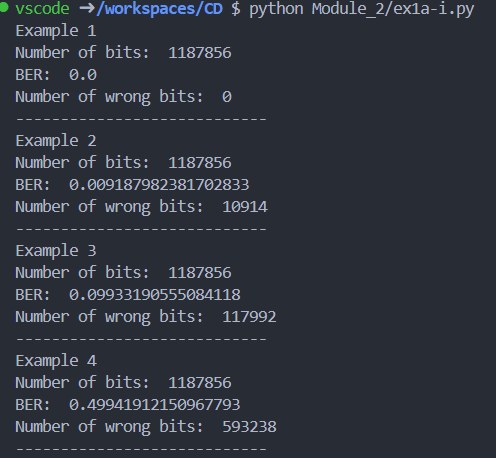 vscode ➜ /workspaces/CD $ python Module_2/ex1a-i.py
Example 1
Number of bits:  1187856
BER:  0.0
Number of wrong bits:  0
----------------------------
Example 2
Number of bits:  1187856
BER:  0.009187982381702833
Number of wrong bits:  10914
----------------------------
Example 3
Number of bits:  1187856
BER:  0.09933190555084118
Number of wrong bits:  117992
----------------------------
Example 4
Number of bits:  1187856
BER:  0.49941912150967793
Number of wrong bits:  593238
----------------------------